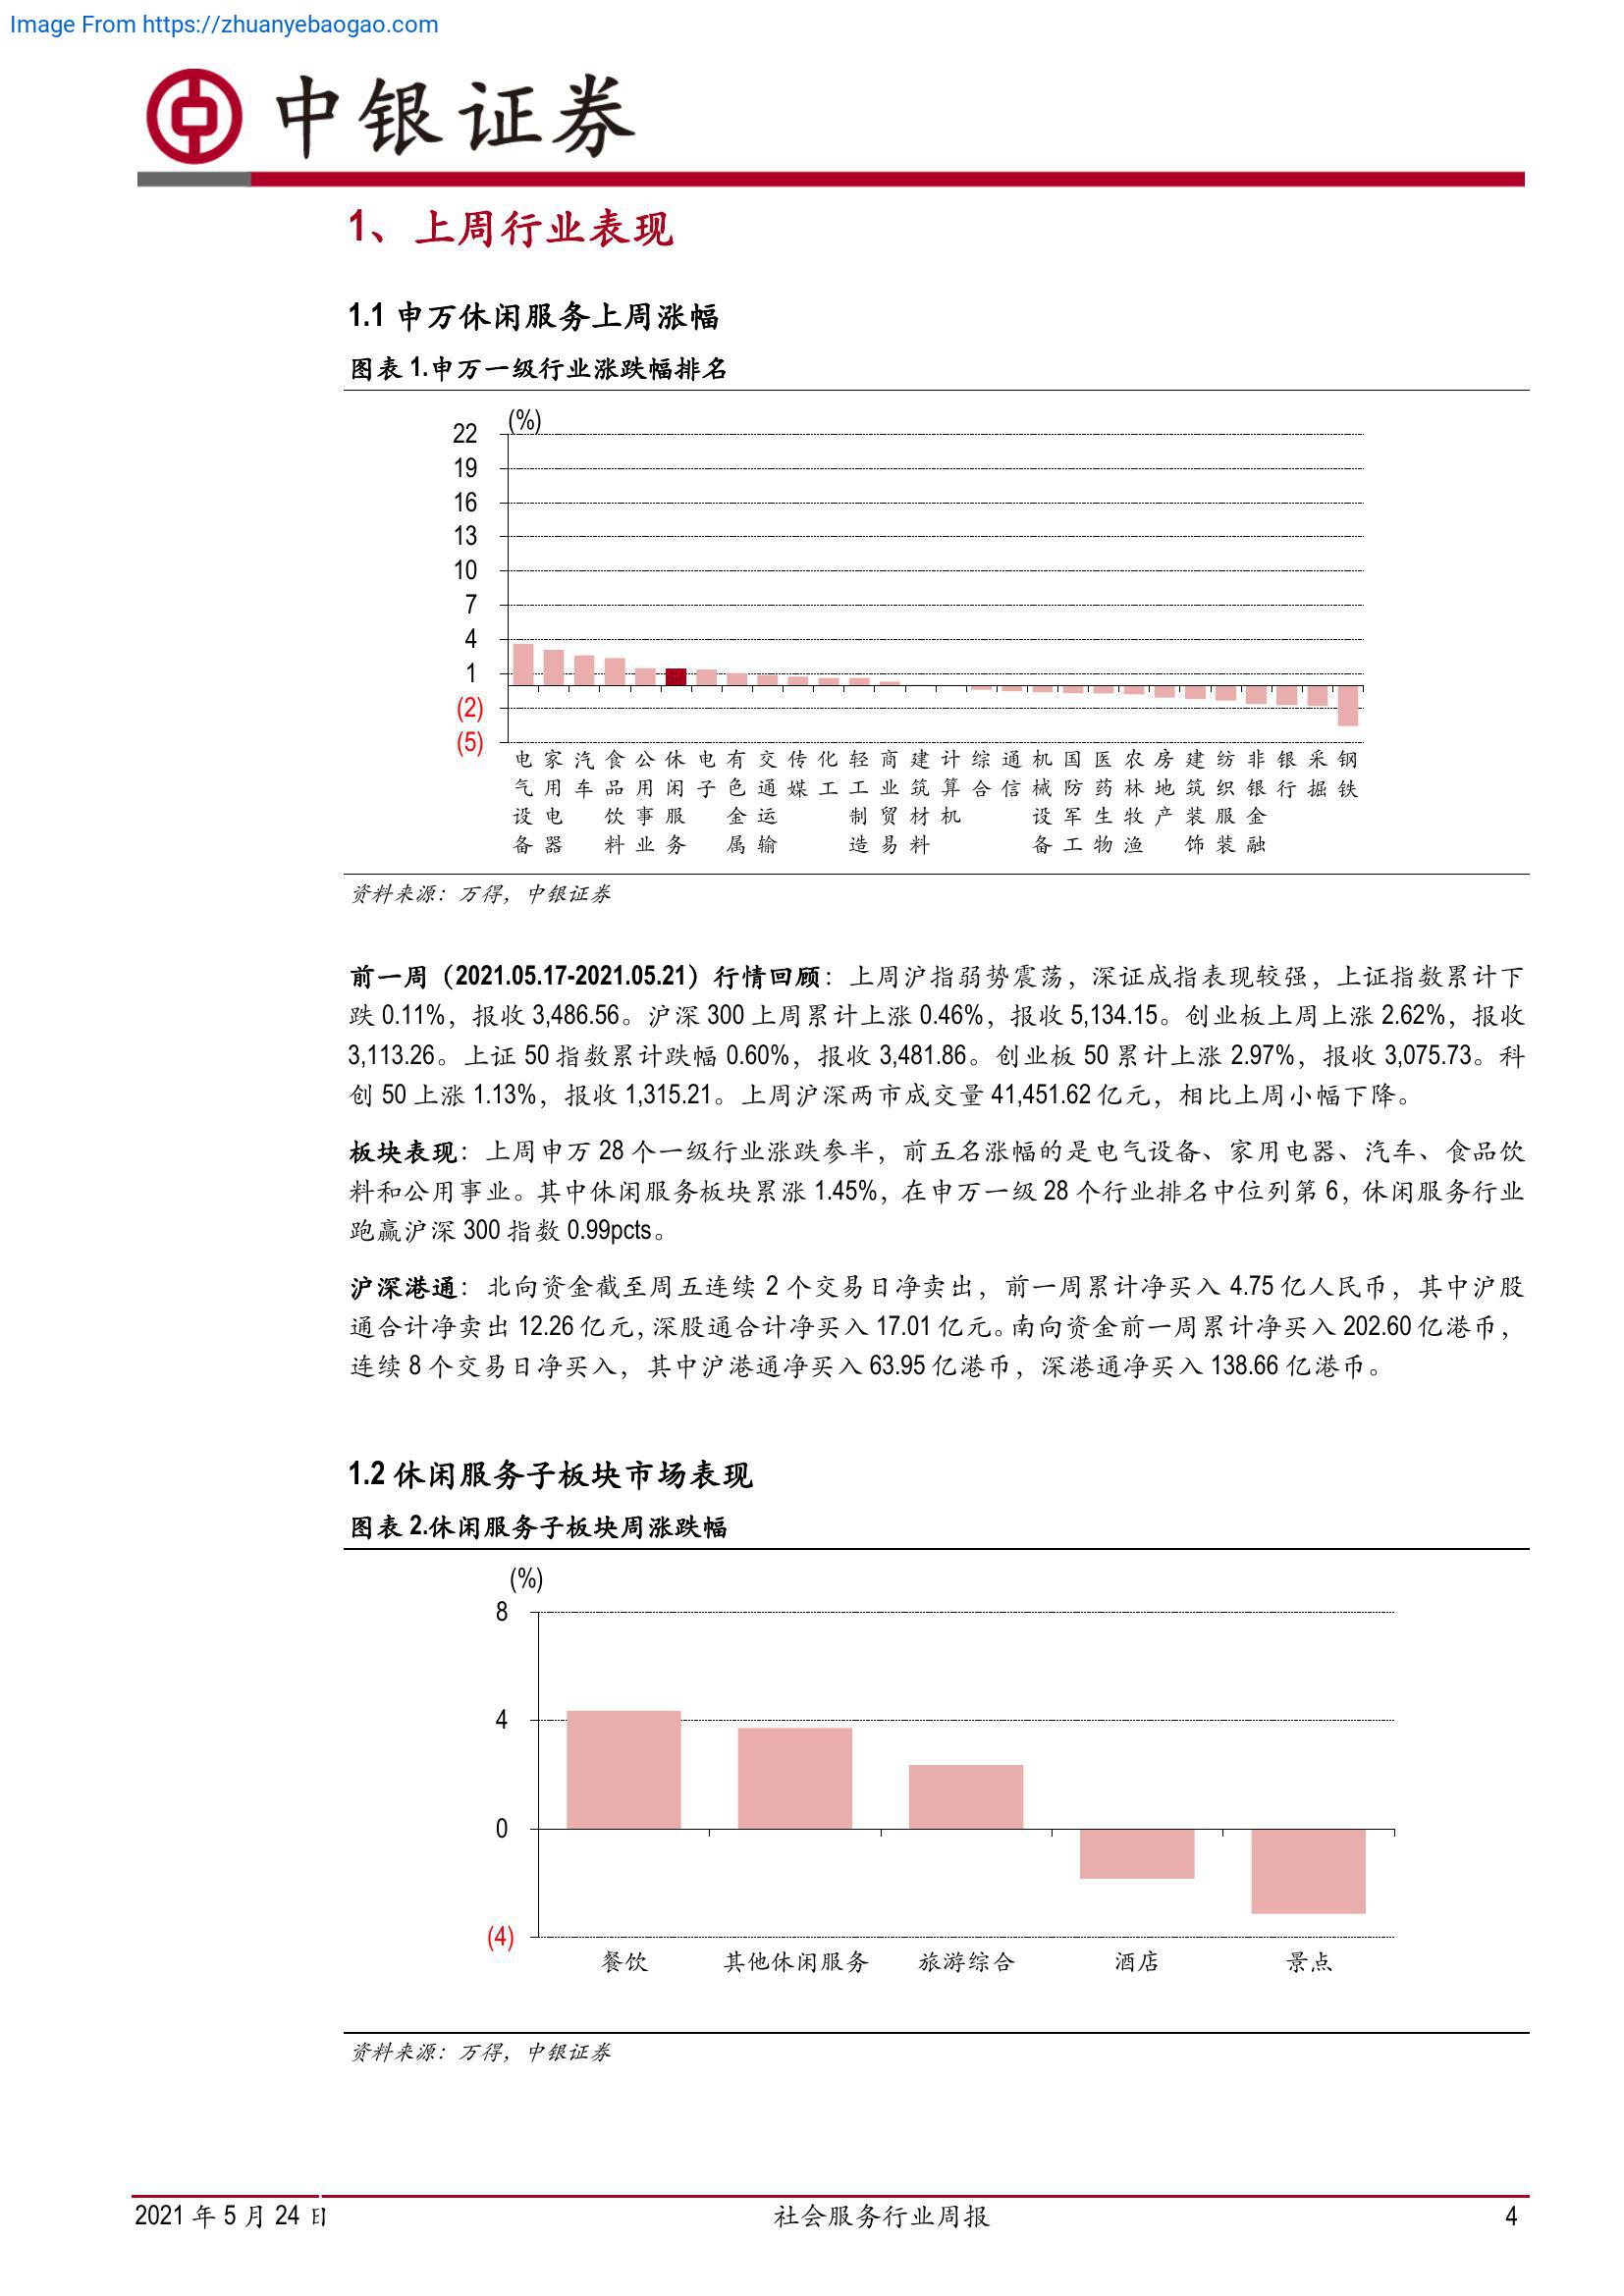 Image From https://zhuanyebaogao.com
中银证券
1、上周行业表现
1.1 申万休闲服务上周涨幅
图表 1.申万一级行业涨跌幅排名
(%)
22
19
16
13
10
7
4
1
(2)
(5)
电气设备 家用电器 汽车 食品饮料 公用事业 休闲服务 电子 有色金属 交通运输 传媒 化工 轻工制造 商业贸易 建筑材料 计算机 综合 通信 机械设备 国防军工 医药生物 农林牧渔 房地产 建筑装饰 纺织服装 非银金融 银行 采掘 钢铁
资料来源：万得，中银证券
前一周（2021.05.17-2021.05.21）行情回顾：上周沪指弱势震荡，深证成指表现较强，上证指数累计下
跌 0.11%，报收 3,486.56。沪深 300 上周累计上涨 0.46%，报收 5,134.15。创业板上周上涨 2.62%，报收
3,113.26。上证 50 指数累计跌幅 0.60%，报收 3,481.86。创业板 50 累计上涨 2.97%，报收 3,075.73。科
创 50 上涨 1.13%，报收 1,315.21。上周沪深两市成交量 41,451.62 亿元，相比上周小幅下降。
板块表现：上周申万 28 个一级行业涨跌参半，前五名涨幅的是电气设备、家用电器、汽车、食品饮
料和公用事业。其中休闲服务板块累涨 1.45%，在申万一级 28 个行业排名中位列第 6，休闲服务行业
跑赢沪深 300 指数 0.99pcts。
沪深港通：北向资金截至周五连续 2 个交易日净卖出，前一周累计净买入 4.75 亿人民币，其中沪股
通合计净卖出 12.26 亿元，深股通合计净买入 17.01 亿元。南向资金前一周累计净买入 202.60 亿港币，
连续 8 个交易日净买入，其中沪港通净买入 63.95 亿港币，深港通净买入 138.66 亿港币。
1.2 休闲服务子板块市场表现
图表 2.休闲服务子板块周涨跌幅
(%)
8
4
0
(4)
餐饮 其他休闲服务 旅游综合 酒店 景点
资料来源：万得，中银证券
2021 年 5 月 24 日 社会服务行业周报 4